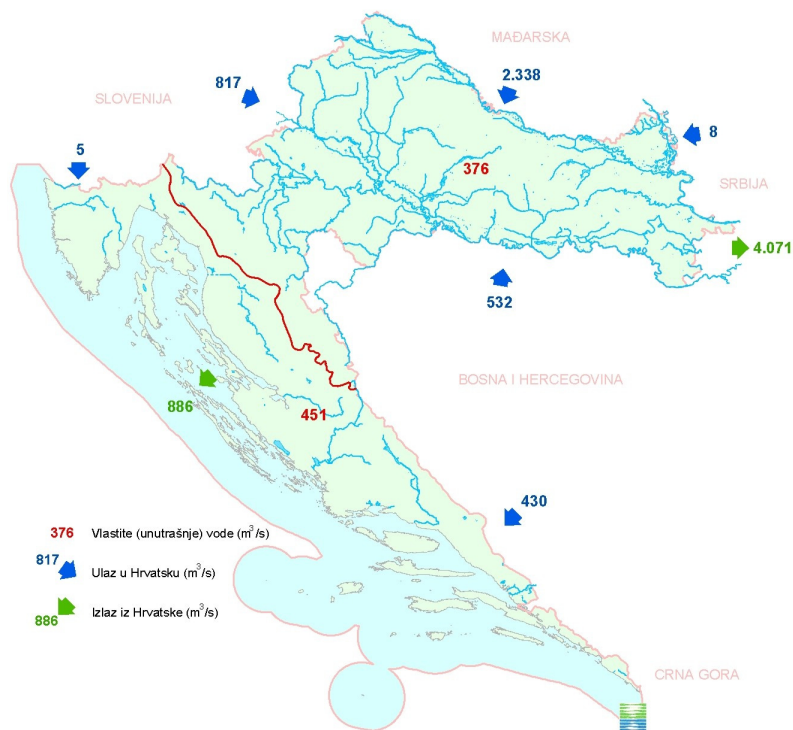 MAĐARSKA
2.338
817
SLOVENIJA
5
8
376
SRBIJA
4.071
532
BOSNA I HERCEGOVINA
886
451
430
376 Vlastite (unutrašnje) vode (m³/s)
817 Ulaz u Hrvatsku (m³/s)
886 Izlaz iz Hrvatske (m³/s)
CRNA GORA